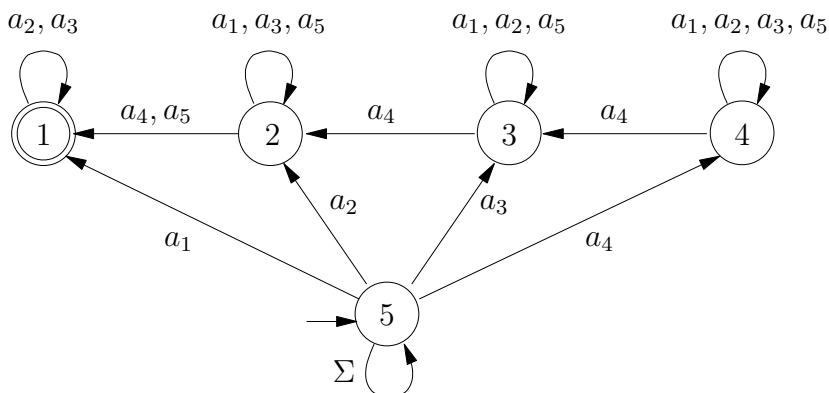 a₂, a₃
a₁, a₃, a₅
a₁, a₂, a₅
a₁, a₂, a₃, a₅
1
a₄, a₅
2
a₄
3
a₄
4
a₁
a₂
a₃
a₄
5
Σ